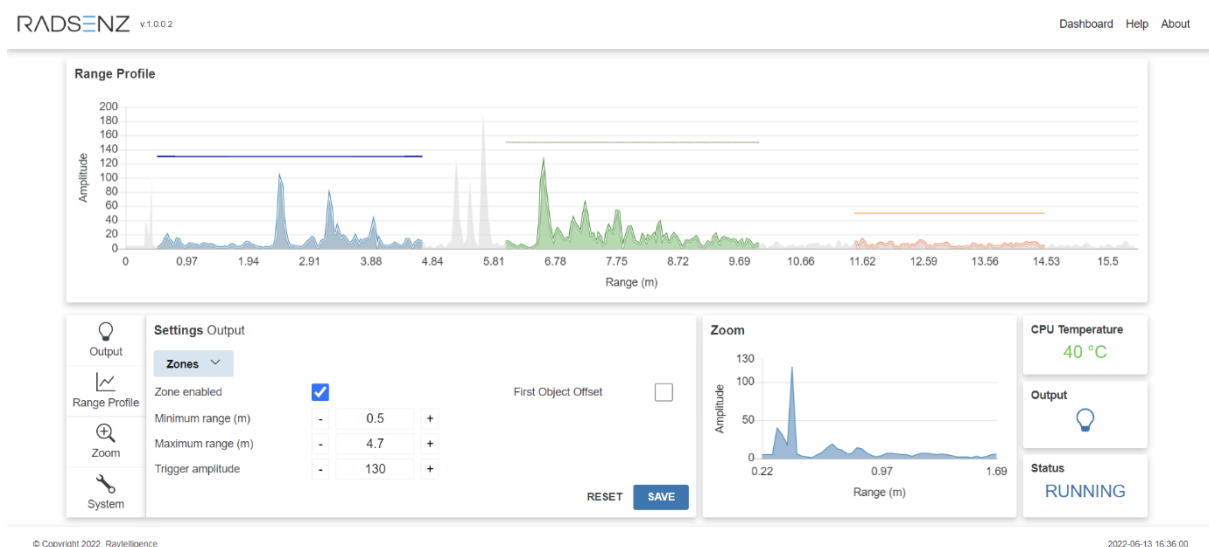 RADSENZ v.1.0.0.2
Dashboard Help About
Range Profile
200
180
160
140
120
100
80
60
40
20
0
Amplitude
0 0.97 1.94 2.91 3.88 4.84 5.81 6.78 7.75 8.72 9.69 10.66 11.62 12.59 13.56 14.53 15.5
Range (m)
Output
Range Profile
Zoom
System
Settings Output
Zones
Zone enabled
First Object Offset
Minimum range (m) - 0.5 +
Maximum range (m) - 4.7 +
Trigger amplitude - 130 +
RESET SAVE
Zoom
130
100
50
0
Amplitude
0.22 0.97 1.69
Range (m)
CPU Temperature
40 °C
Output
Status
RUNNING
© Copyright 2022, Raytelligence
2022-06-13 16:36:00